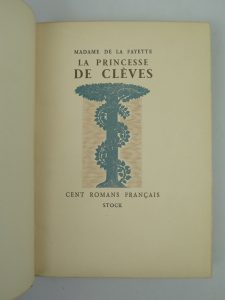 MADAME DE LA FAYETTE
LA PRINCESSE
DE CLÈVES
CENT ROMANS FRANÇAIS
STOCK